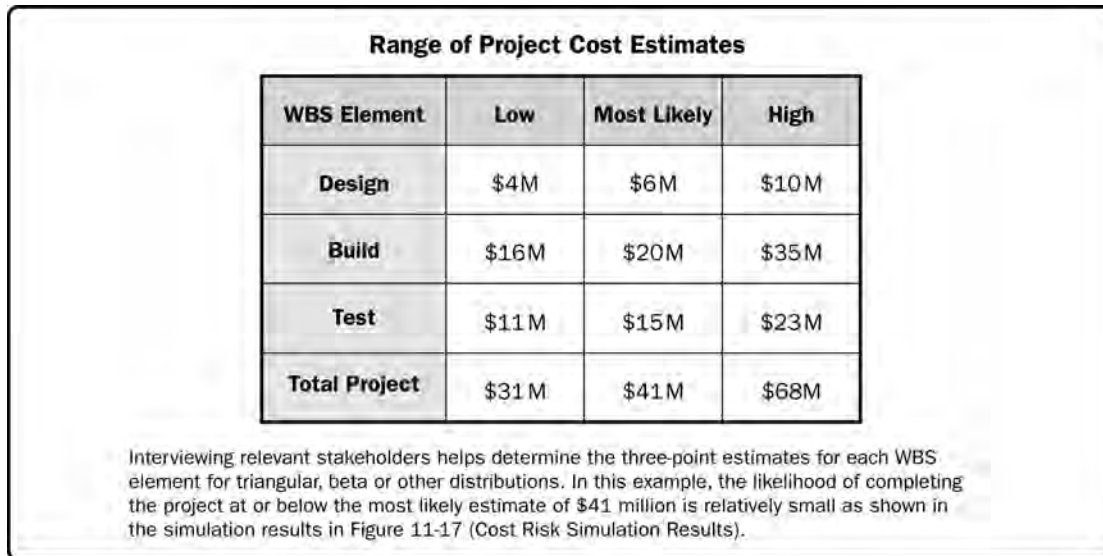 Range of Project Cost Estimates
WBS Element Low Most Likely High
Design $4M $6M $10M
Build $16M $20M $35M
Test $11M $15M $23M
Total Project $31M $41M $68M
Interviewing relevant stakeholders helps determine the three-point estimates for each WBS
element for triangular, beta or other distributions. In this example, the likelihood of completing
the project at or below the most likely estimate of $41 million is relatively small as shown in
the simulation results in Figure 11-17 (Cost Risk Simulation Results).